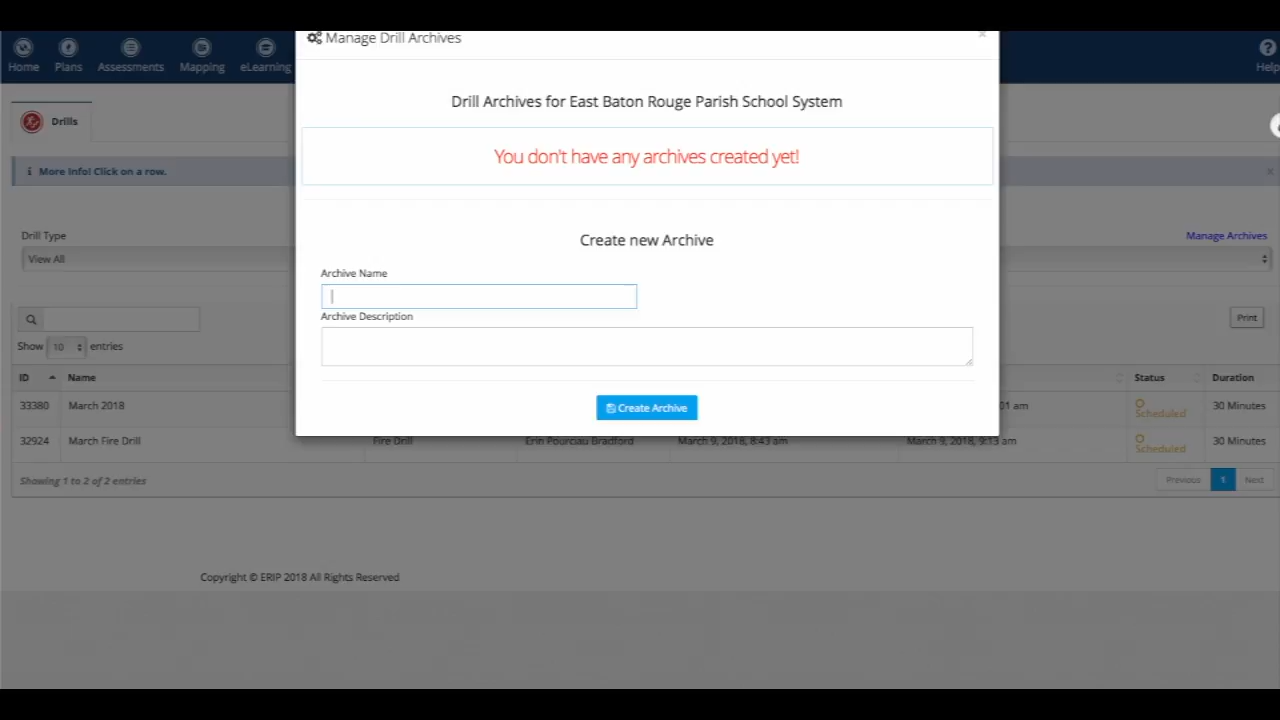 Manage Drill Archives
Home Plans Assessments Mapping eLearning Help
Drill Archives for East Baton Rouge Parish School System
Drills
You don't have any archives created yet!
More Info! Click on a row.
Drill Type
Manage Archives
Create new Archive
View All
Archive Name
Archive Description
Print
Show 10 entries
ID Name Status Duration
33380 March 2018 01 am Scheduled 30 Minutes
Create Archive
32924 March Fire Drill Fire Drill Erin Pourciau Bradford March 9, 2018, 8:43 am March 9, 2018, 9:13 am Scheduled 30 Minutes
Showing 1 to 2 of 2 entries
Previous 1 Next
Copyright © ERIP 2018 All Rights Reserved